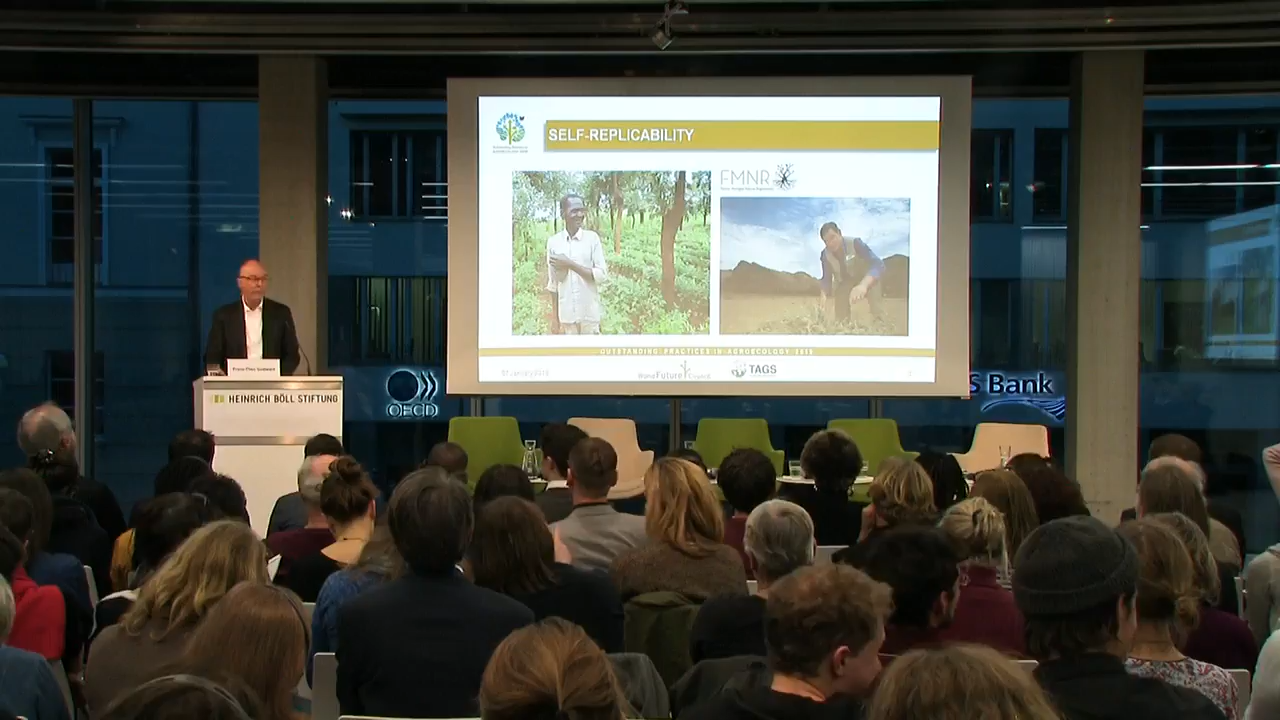 SELF-REPLICABILITY
FMNR
OUTSTANDING PRACTICES IN AGROECOLOGY 2019
TAGS
HEINRICH BÖLL STIFTUNG
OECD
S Bank